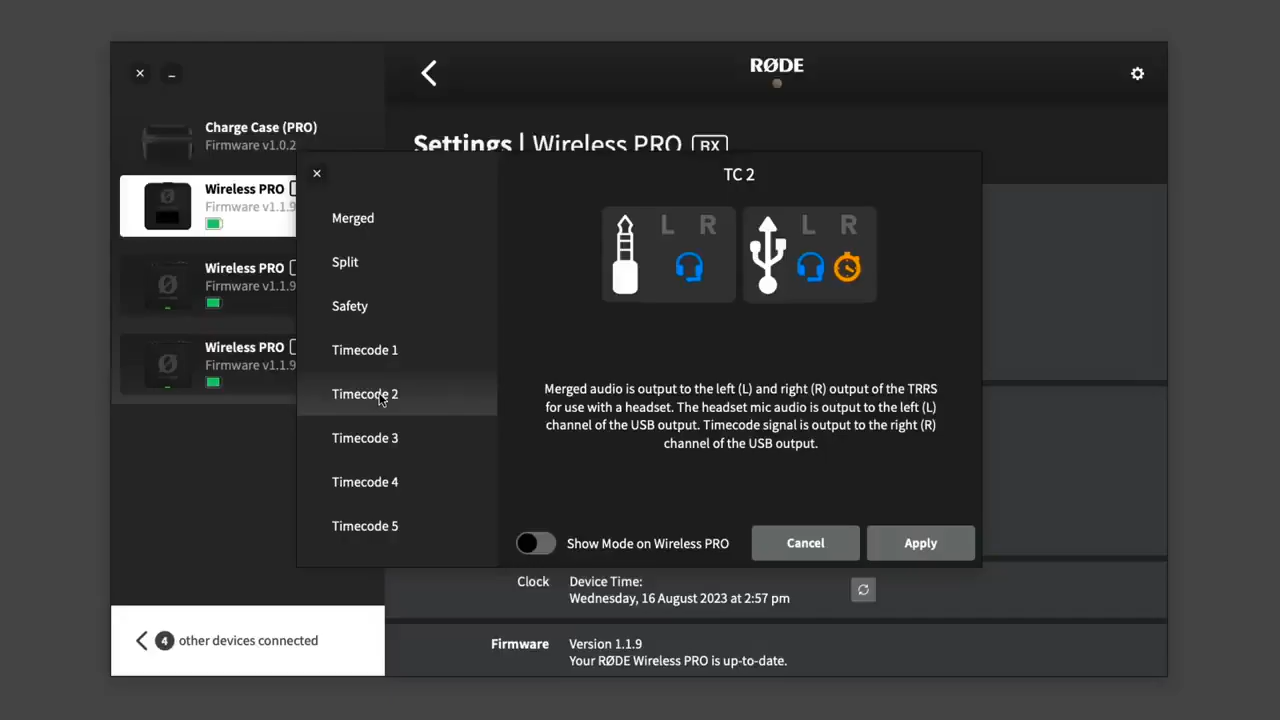 RØDE
Charge Case (PRO)
Firmware v1.0.2
Settings | Wireless PRO RX
Wireless PRO
Firmware v1.1.9
Wireless PRO
Firmware v1.1.9
Wireless PRO
Firmware v1.1.9
4 other devices connected
TC 2
Merged
Split
Safety
Timecode 1
Timecode 2
Timecode 3
Timecode 4
Timecode 5
L R
L R
Merged audio is output to the left (L) and right (R) output of the TRRS
for use with a headset. The headset mic audio is output to the left (L)
channel of the USB output. Timecode signal is output to the right (R)
channel of the USB output.
Show Mode on Wireless PRO
Cancel
Apply
Clock
Device Time:
Wednesday, 16 August 2023 at 2:57 pm
Firmware
Version 1.1.9
Your RØDE Wireless PRO is up-to-date.